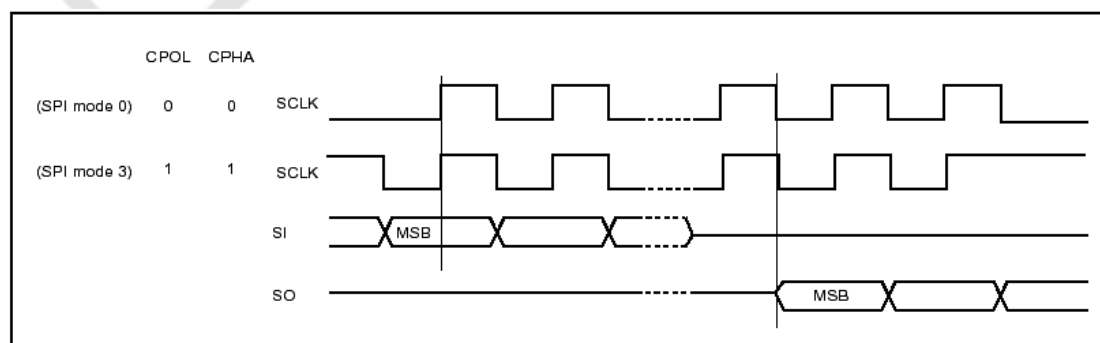 CPOL CPHA
(SPI mode 0) 0 0 SCLK
(SPI mode 3) 1 1 SCLK
SI MSB
SO MSB